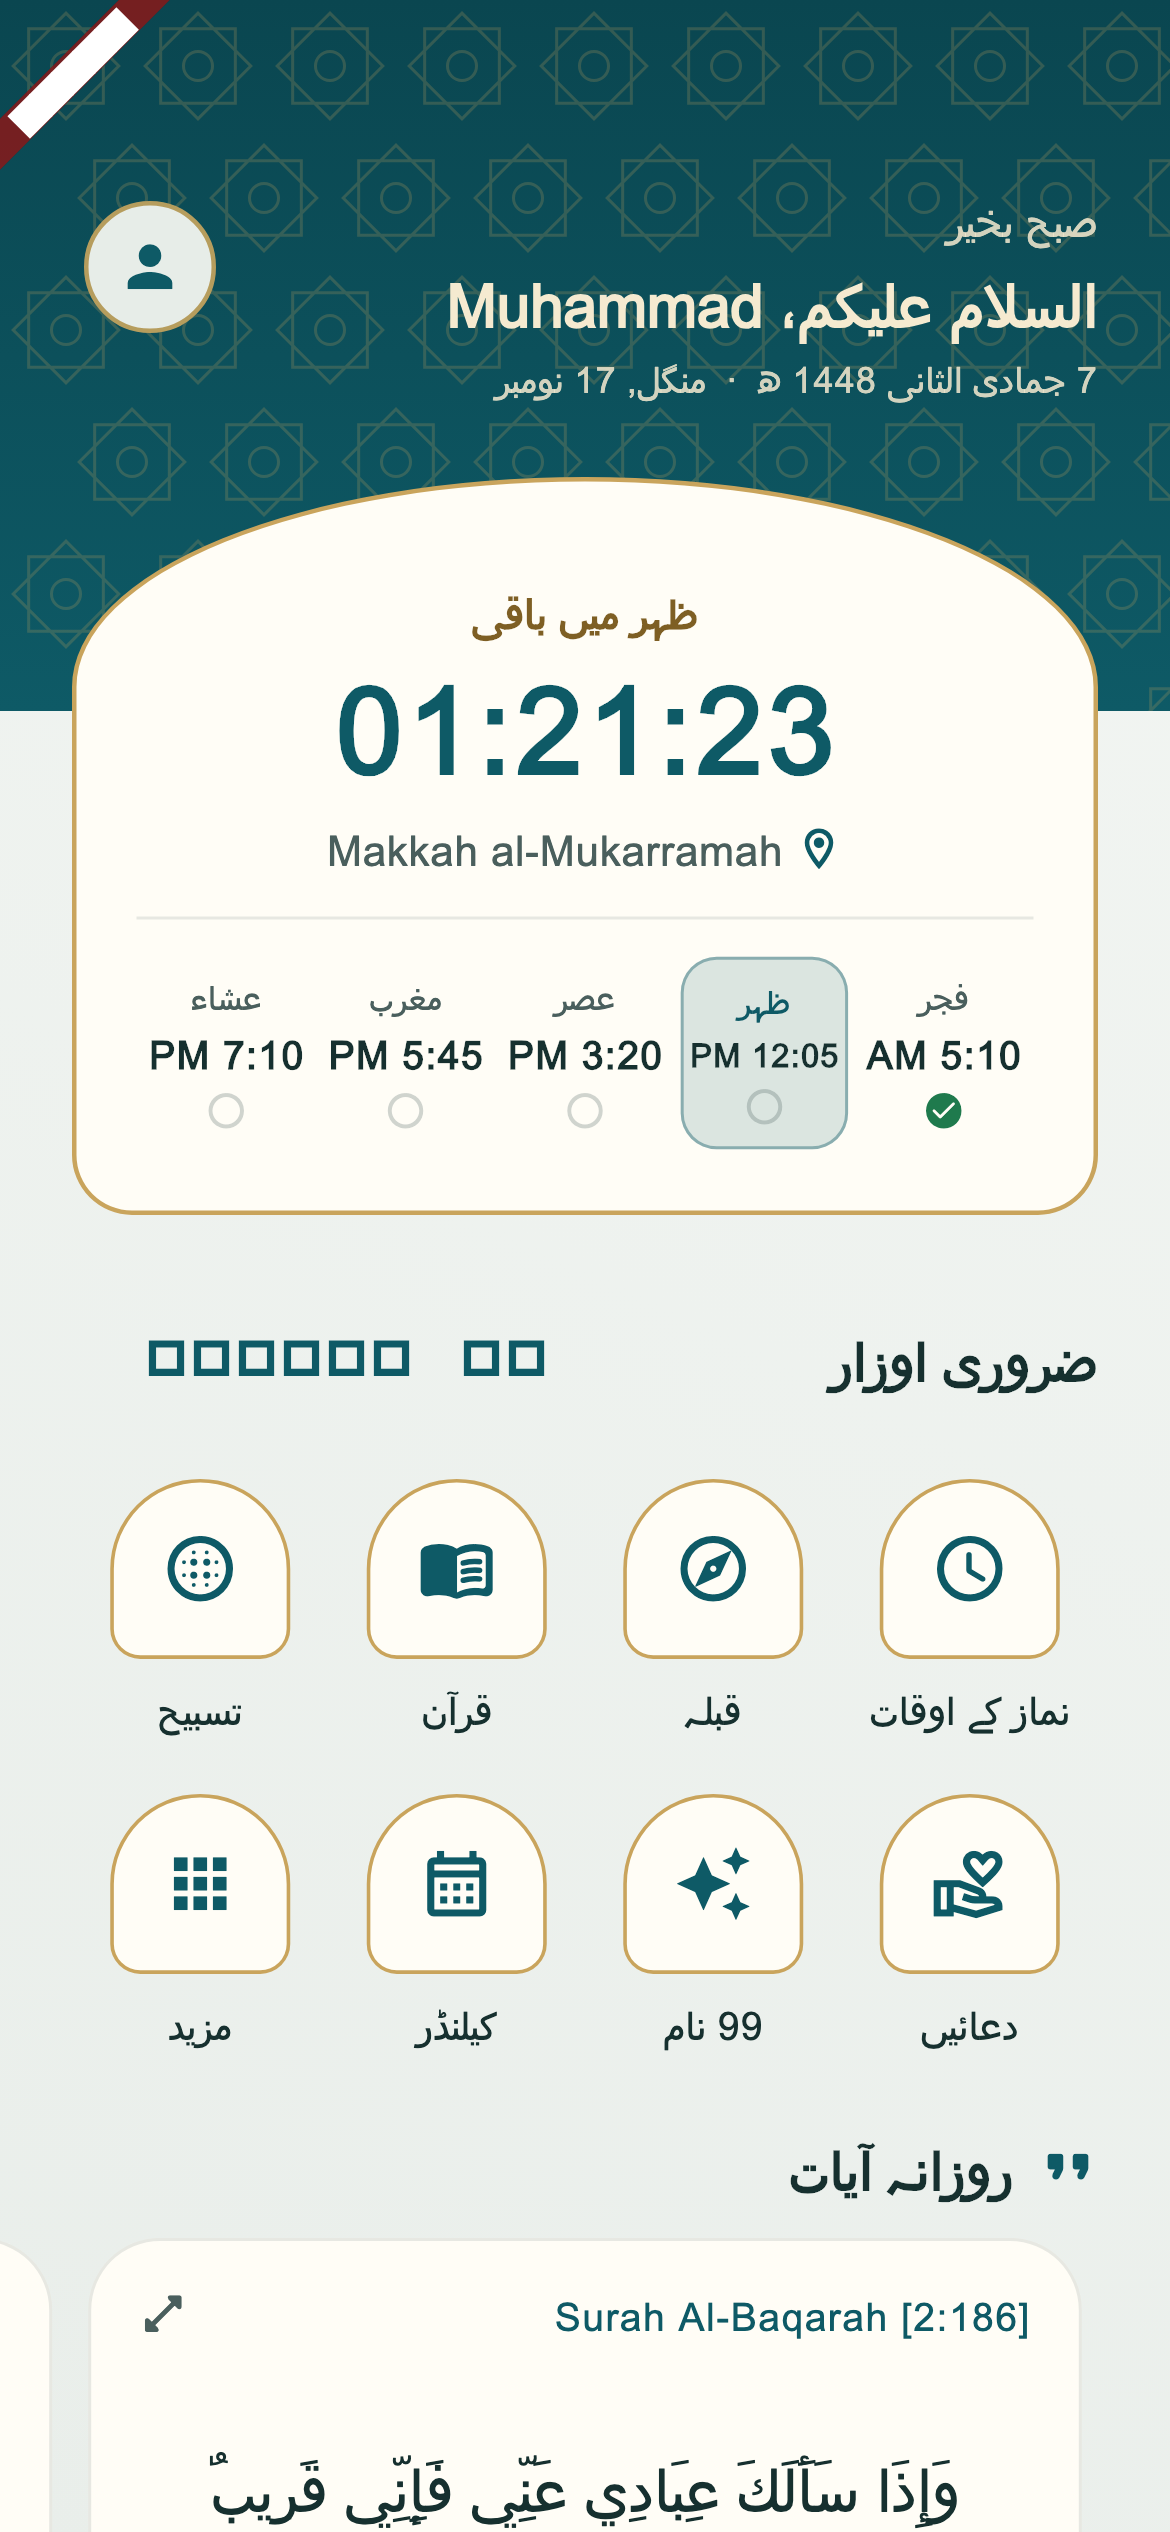 صبح بخیر
السلام علیکم، Muhammad
7 جمادی الثانی 1448 ھ · منگل, 17 نومبر
ظہر میں باقی
01:21:23
Makkah al-Mukarramah
فجر ظہر عصر مغرب عشاء
5:10 AM 12:05 PM 3:20 PM 5:45 PM 7:10 PM
ضروری اوزار
نماز کے اوقات قبلہ قرآن تسبیح
دعائیں 99 نام کیلنڈر مزید
روزانہ آیات
Surah Al-Baqarah [2:186]
وَإِذَا سَأَلَكَ عِبَادِي عَنِّي فَإِنِّي قَرِيبٌ